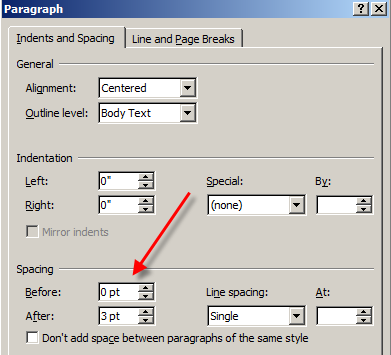 Paragraph
Indents and Spacing Line and Page Breaks
General
Alignment: Centered
Outline level: Body Text
Indentation
Left: 0" Special: By:
Right: 0" (none)
Mirror indents
Spacing
Before: 0 pt Line spacing: At:
After: 3 pt Single
Don't add space between paragraphs of the same style